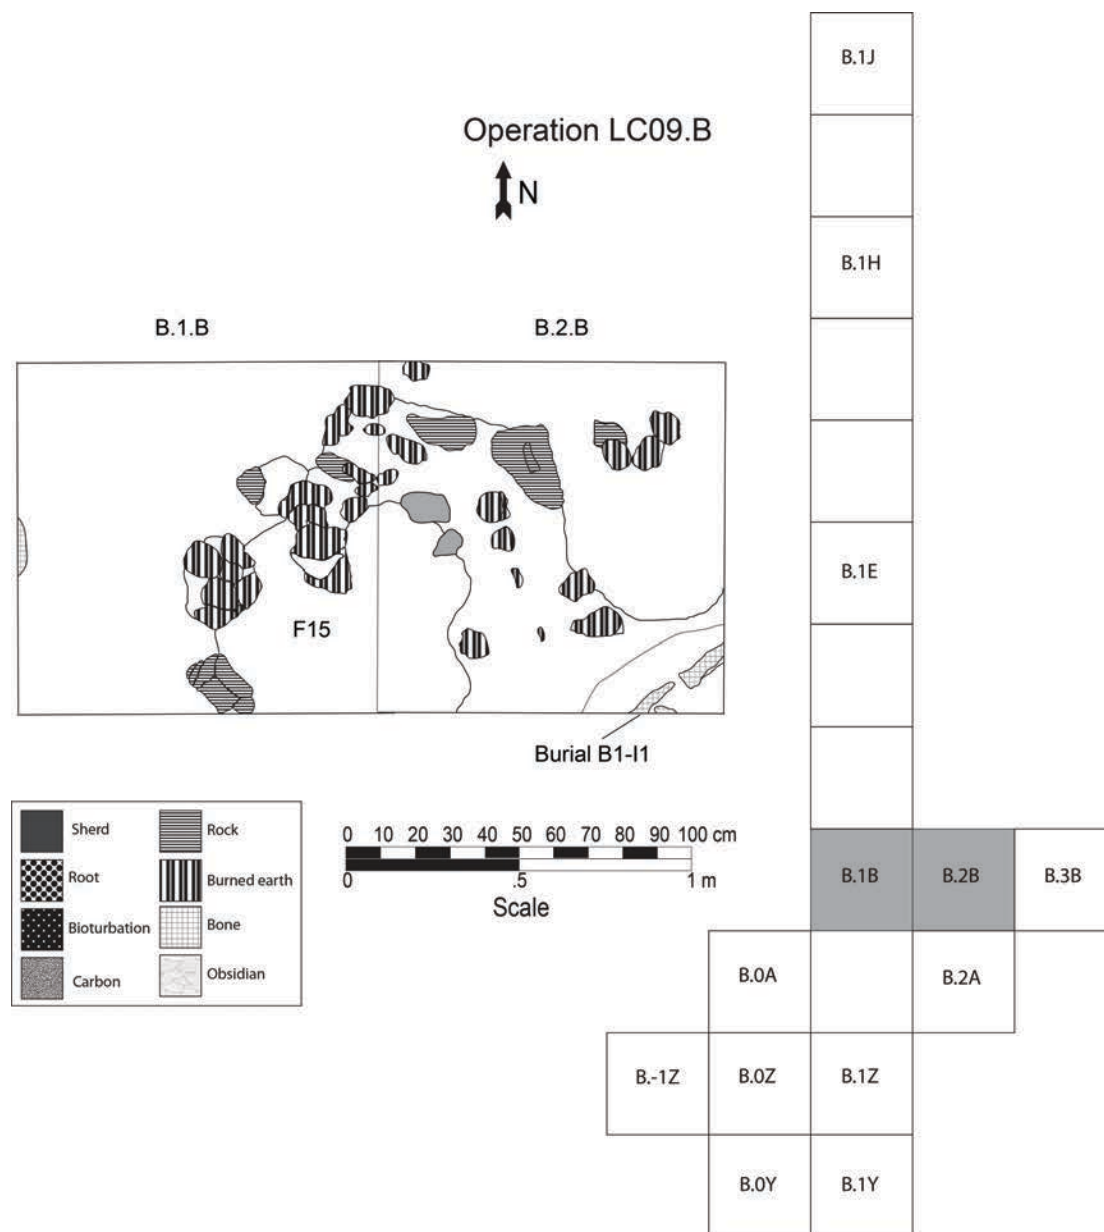 Operation LC09.B
N
B.1.B
B.2.B
F15
Burial B1-I1
Sherd
Rock
Root
Burned earth
Bioturbation
Bone
Carbon
Obsidian
0 10 20 30 40 50 60 70 80 90 100 cm
0 .5 1 m
Scale
B.1J
B.1H
B.1E
B.1B B.2B B.3B
B.0A B.2A
B.-1Z B.0Z B.1Z
B.0Y B.1Y